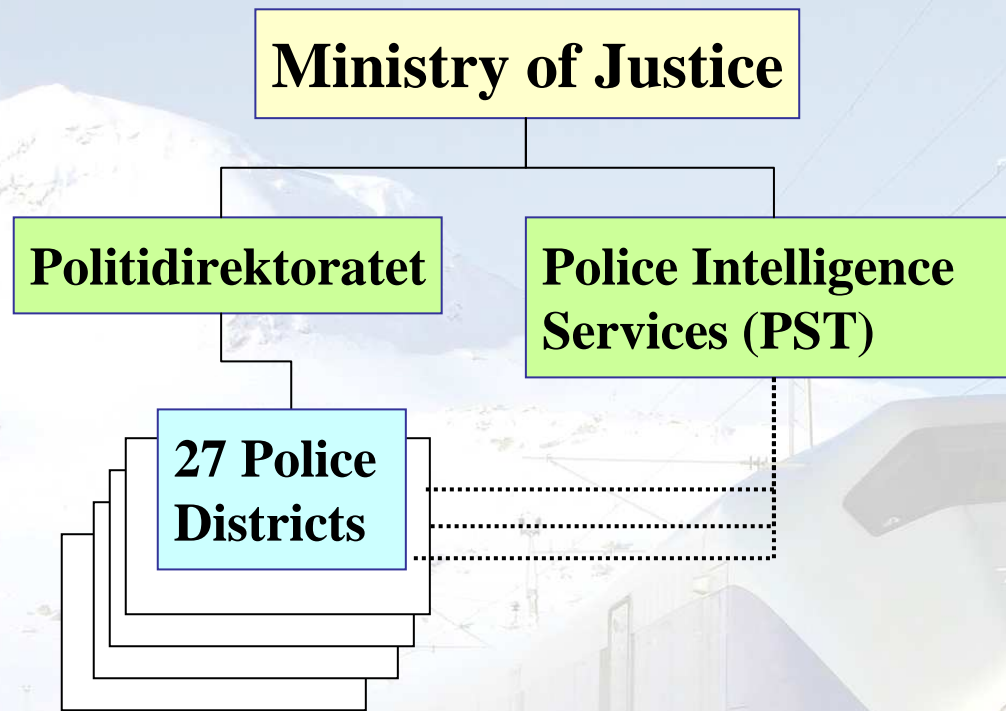 Ministry of Justice
Politidirektoratet
Police Intelligence
Services (PST)
27 Police
Districts